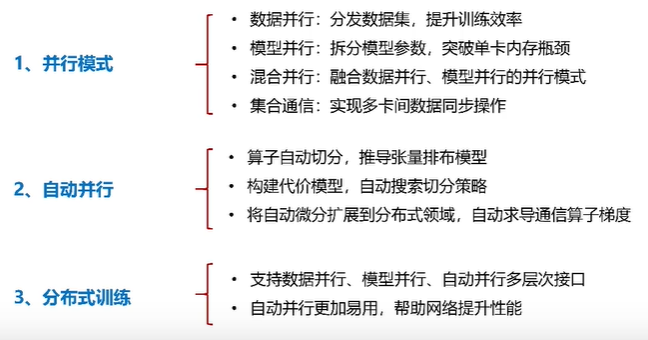 1、并行模式
• 数据并行：分发数据集，提升训练效率
• 模型并行：拆分模型参数，突破单卡内存瓶颈
• 混合并行：融合数据并行、模型并行的并行模式
• 集合通信：实现多卡间数据同步操作
2、自动并行
• 算子自动切分，推导张量排布模型
• 构建代价模型，自动搜索切分策略
• 将自动微分扩展到分布式领域，自动求导通信算子梯度
3、分布式训练
• 支持数据并行、模型并行、自动并行多层次接口
• 自动并行更加易用，帮助网络提升性能